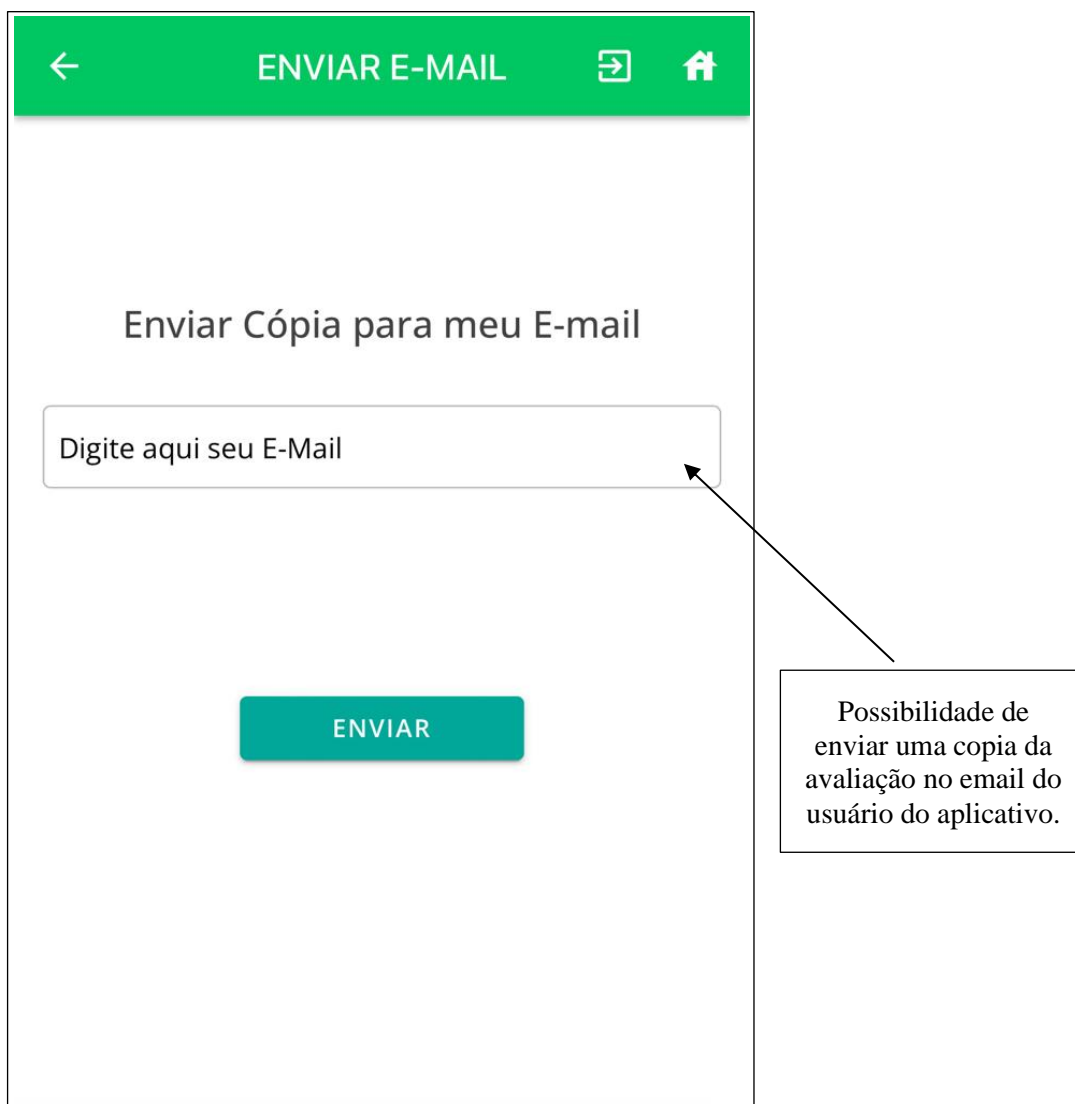 ENVIAR E-MAIL
Enviar Cópia para meu E-mail
Digite aqui seu E-Mail
ENVIAR
Possibilidade de
enviar uma copia da
avaliação no email do
usuário do aplicativo.